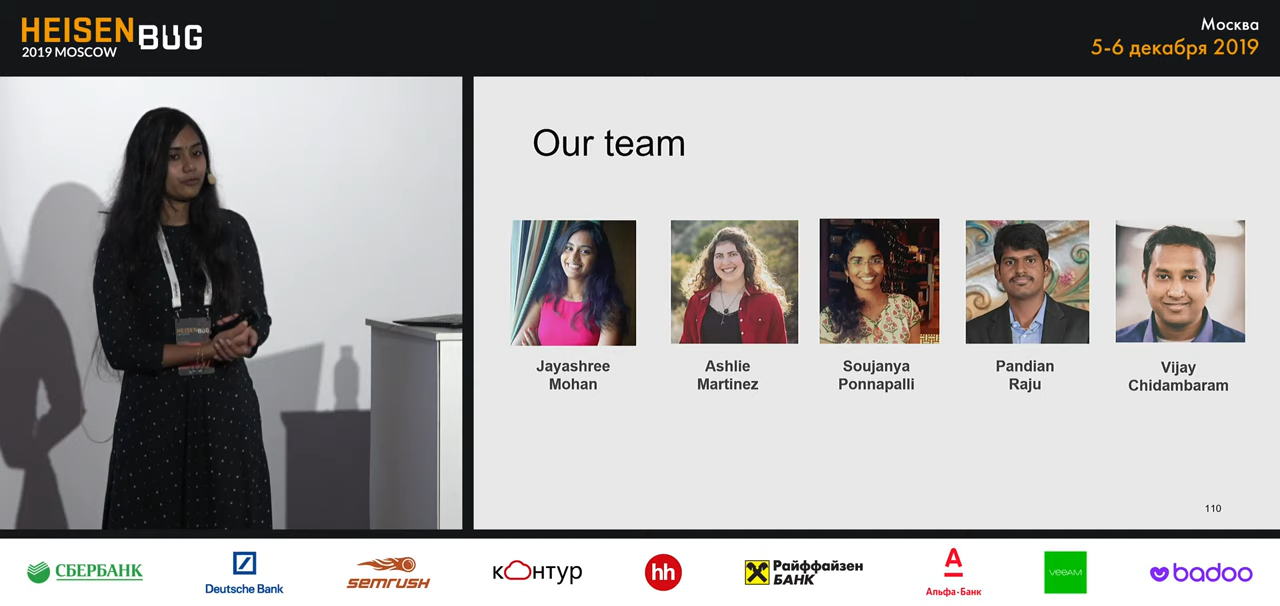 HEISENBUG
2019 MOSCOW
Москва
5-6 декабря 2019
Our team
Jayashree
Mohan
Ashlie
Martinez
Soujanya
Ponnapalli
Pandian
Raju
Vijay
Chidambaram
110
HEISENBUG
СБЕРБАНК
Deutsche Bank
semrush
контур
hh
Райффайзен
БАНК
А
Альфа·Банк
veeam
badoo